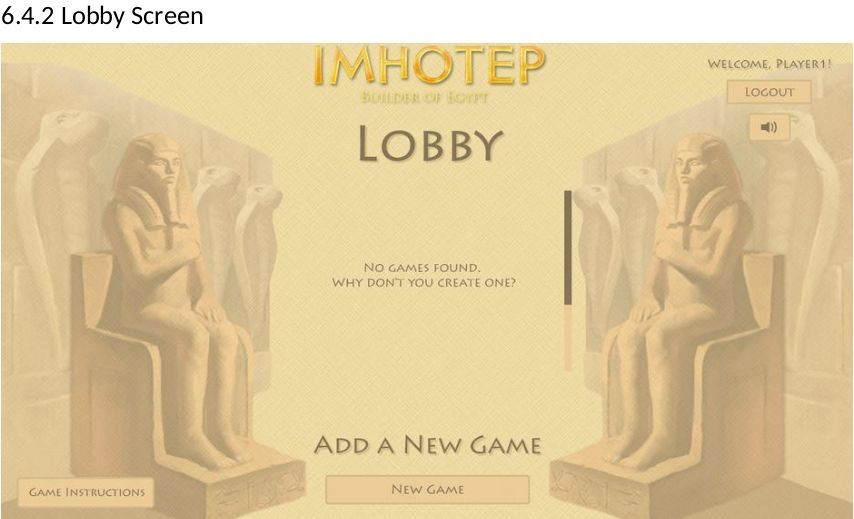 6.4.2 Lobby Screen
IMHOTEP
Builder of Egypt
Welcome, Player1!
Logout
Lobby
No games found.
Why don't you create one?
Add a New Game
Game Instructions
New Game